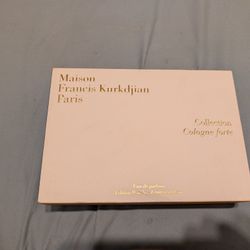 Maison
Francis Kurkdjian
Paris
Collection
Cologne forte
Eau de parfum